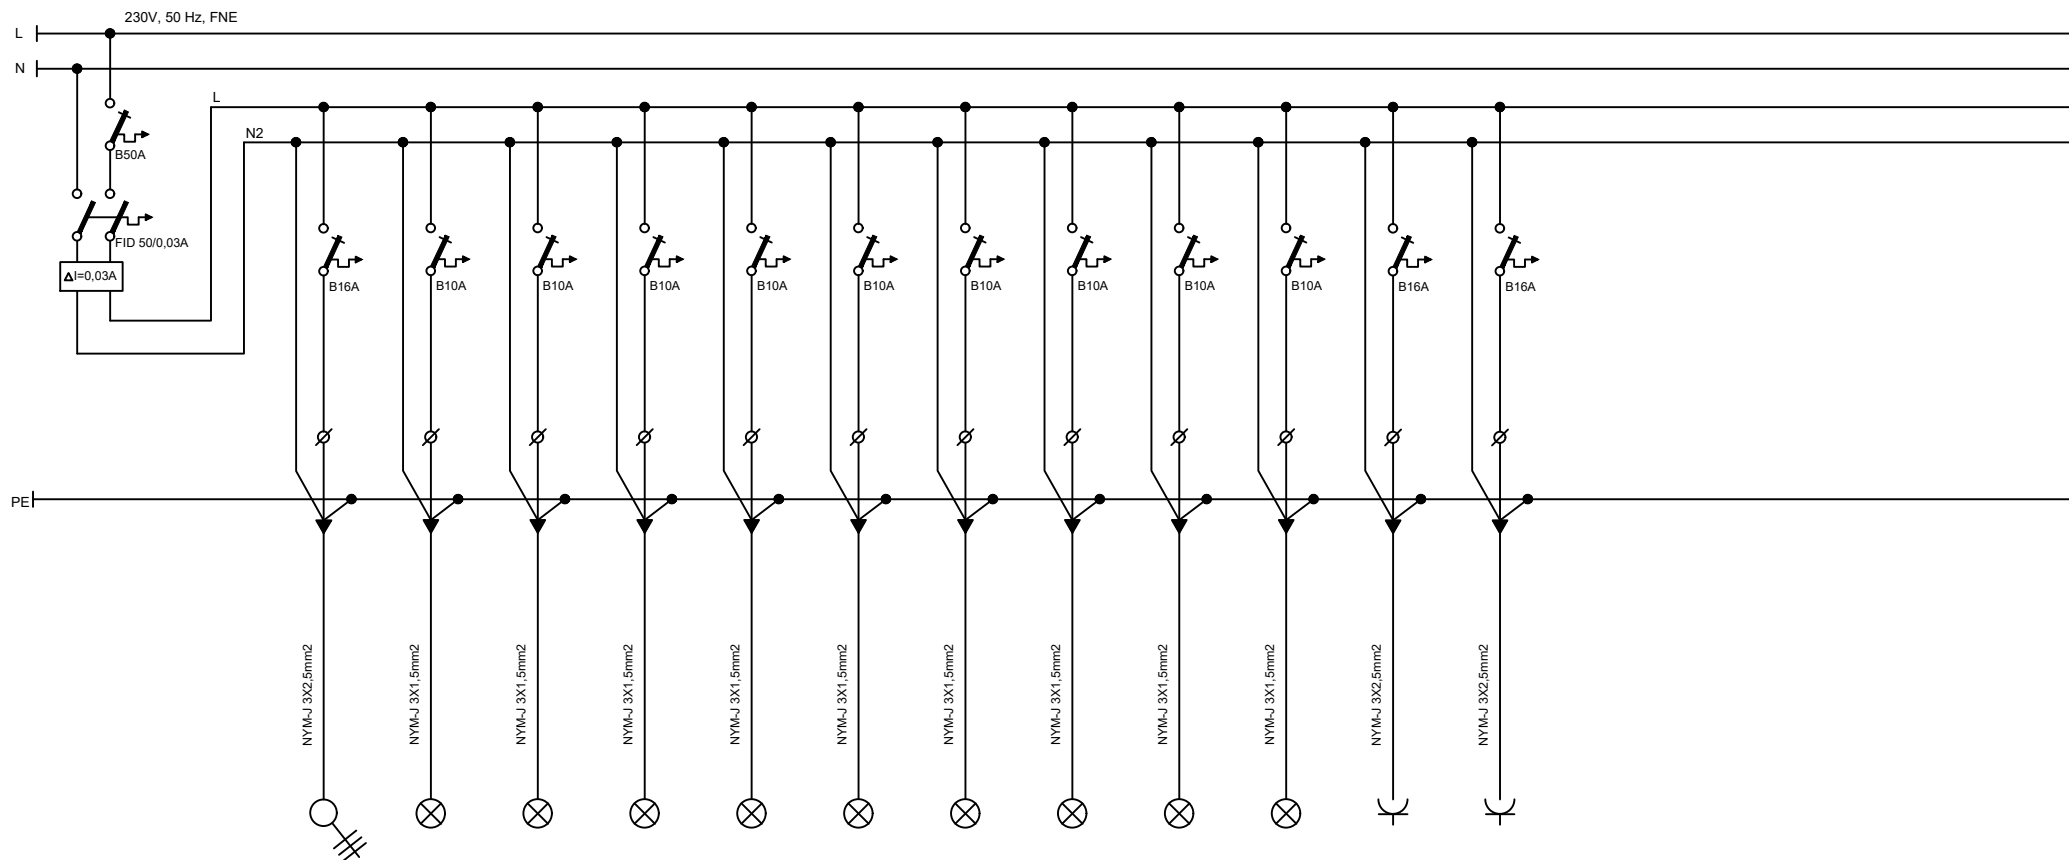 230V, 50 Hz, FNE
L
N
L
N2
B50A
FID 50/0,03A
ΔI=0,03A
B16A
B10A
B10A
B10A
B10A
B10A
B10A
B10A
B10A
B10A
B16A
B16A
PE
NYM-J 3X2,5mm2
NYM-J 3X1,5mm2
NYM-J 3X1,5mm2
NYM-J 3X1,5mm2
NYM-J 3X1,5mm2
NYM-J 3X1,5mm2
NYM-J 3X1,5mm2
NYM-J 3X1,5mm2
NYM-J 3X1,5mm2
NYM-J 3X1,5mm2
NYM-J 3X2,5mm2
NYM-J 3X2,5mm2